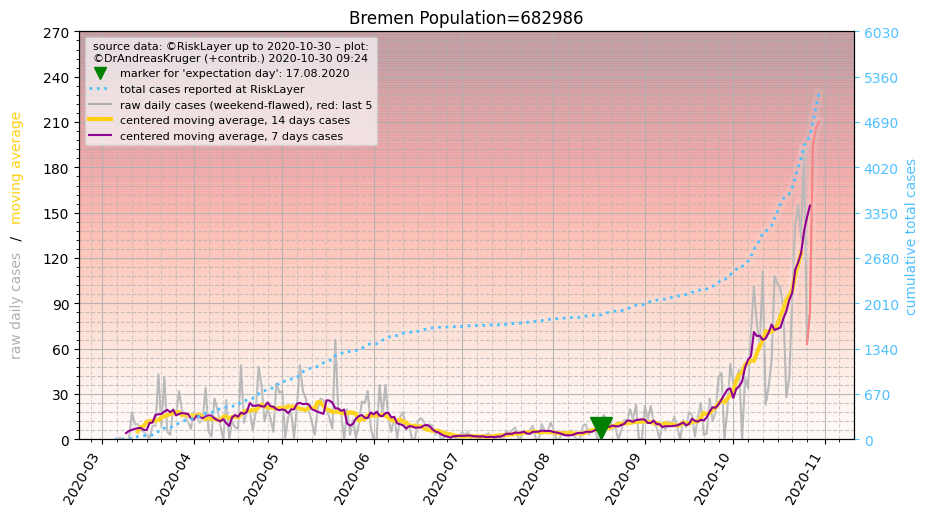 Bremen Population=682986
source data: ©RiskLayer up to 2020-10-30 – plot:
©DrAndreasKruger (+contrib.) 2020-10-30 09:24
marker for 'expectation day': 17.08.2020
total cases reported at RiskLayer
raw daily cases (weekend-flawed), red: last 5
centered moving average, 14 days cases
centered moving average, 7 days cases
raw daily cases / moving average
270
240
210
180
150
120
90
60
30
0
6030
5360
4690
4020
3350
2680
2010
1340
670
0
cumulative total cases
2020-03
2020-04
2020-05
2020-06
2020-07
2020-08
2020-09
2020-10
2020-11